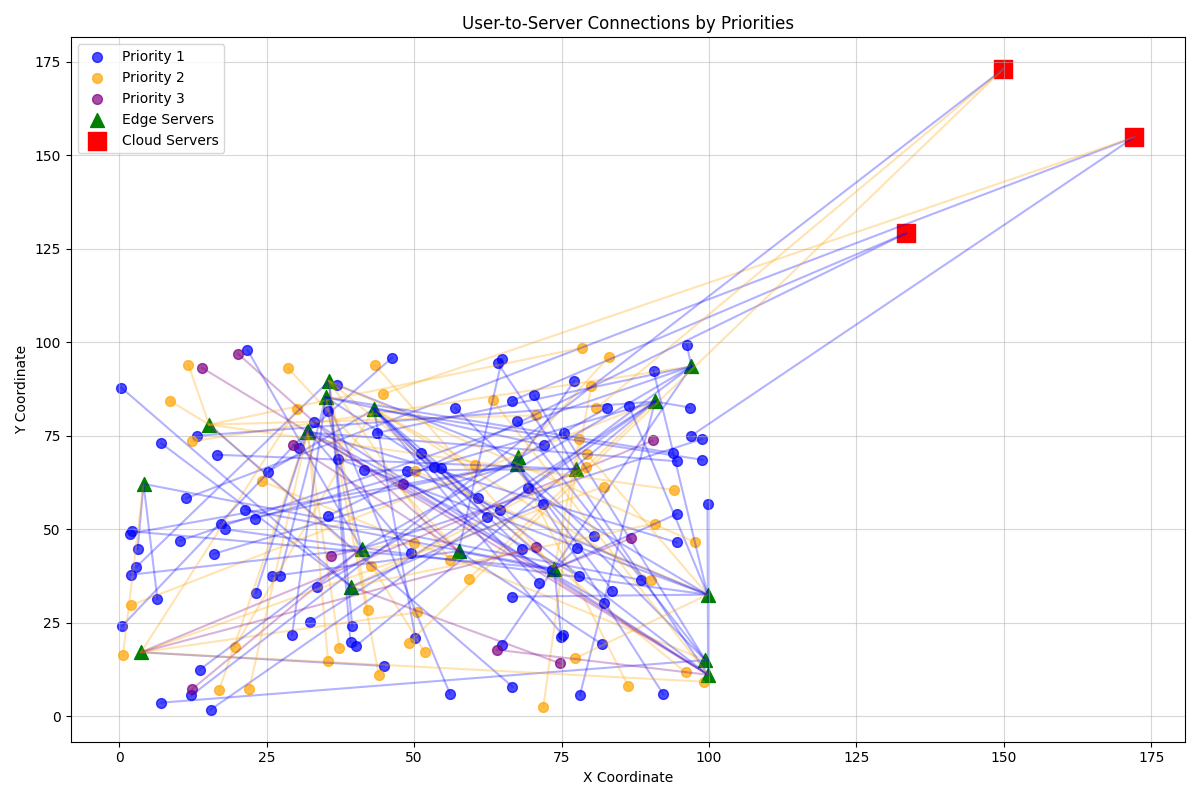 User-to-Server Connections by Priorities
Priority 1
Priority 2
Priority 3
Edge Servers
Cloud Servers
Y Coordinate
175
150
125
100
75
50
25
0
0 25 50 75 100 125 150 175
X Coordinate